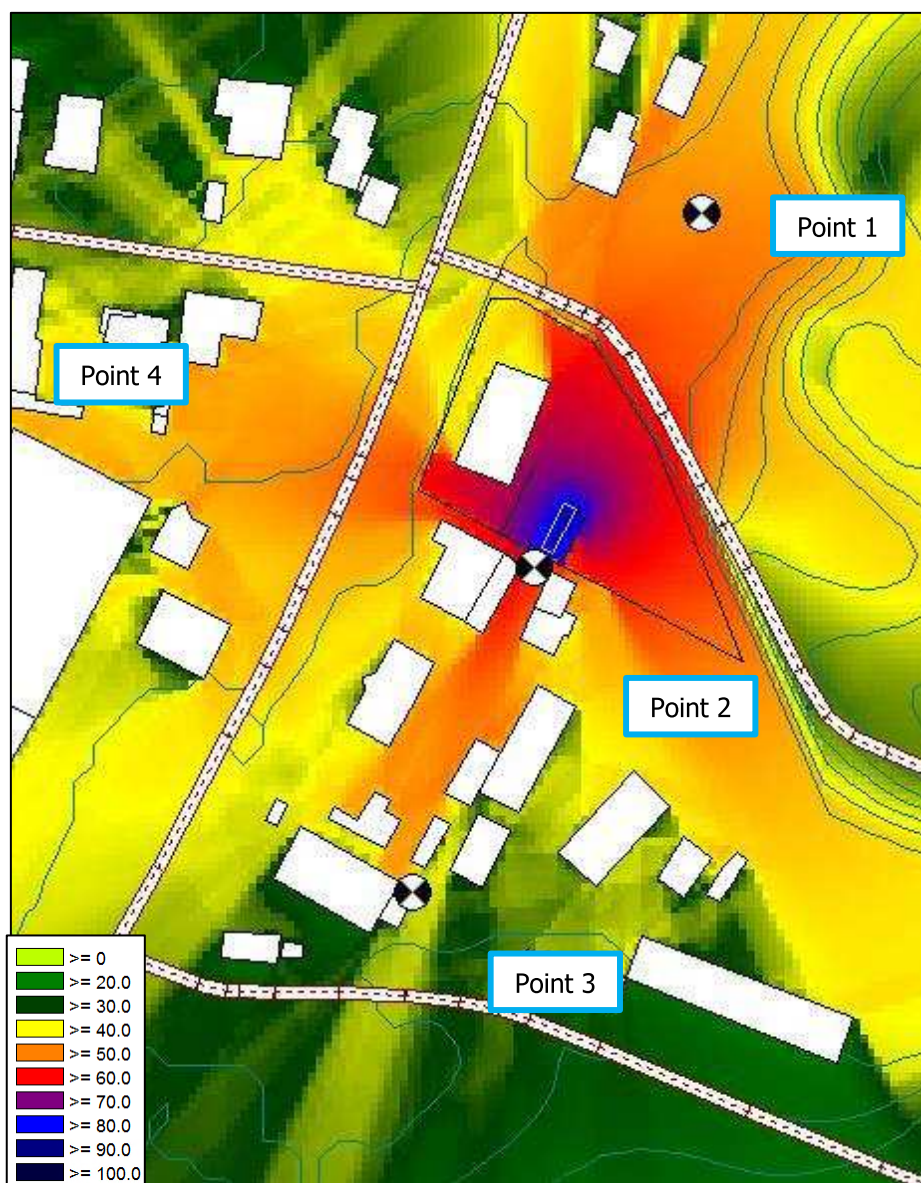 Point 1
Point 4
Point 2
Point 3
>= 0
>= 20.0
>= 30.0
>= 40.0
>= 50.0
>= 60.0
>= 70.0
>= 80.0
>= 90.0
>= 100.0